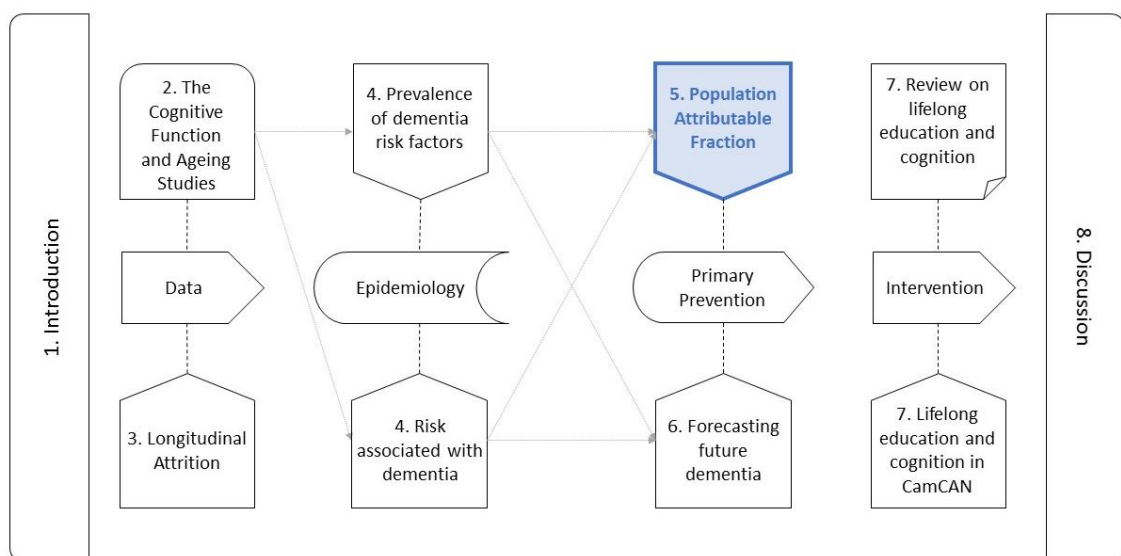 1. Introduction
2. The
Cognitive
Function
and Ageing
Studies
Data
3. Longitudinal
Attrition
4. Prevalence
of dementia
risk factors
Epidemiology
4. Risk
associated with
dementia
5. Population
Attributable
Fraction
Primary
Prevention
6. Forecasting
future
dementia
7. Review on
lifelong
education and
cognition
Intervention
7. Lifelong
education and
cognition in
CamCAN
8. Discussion